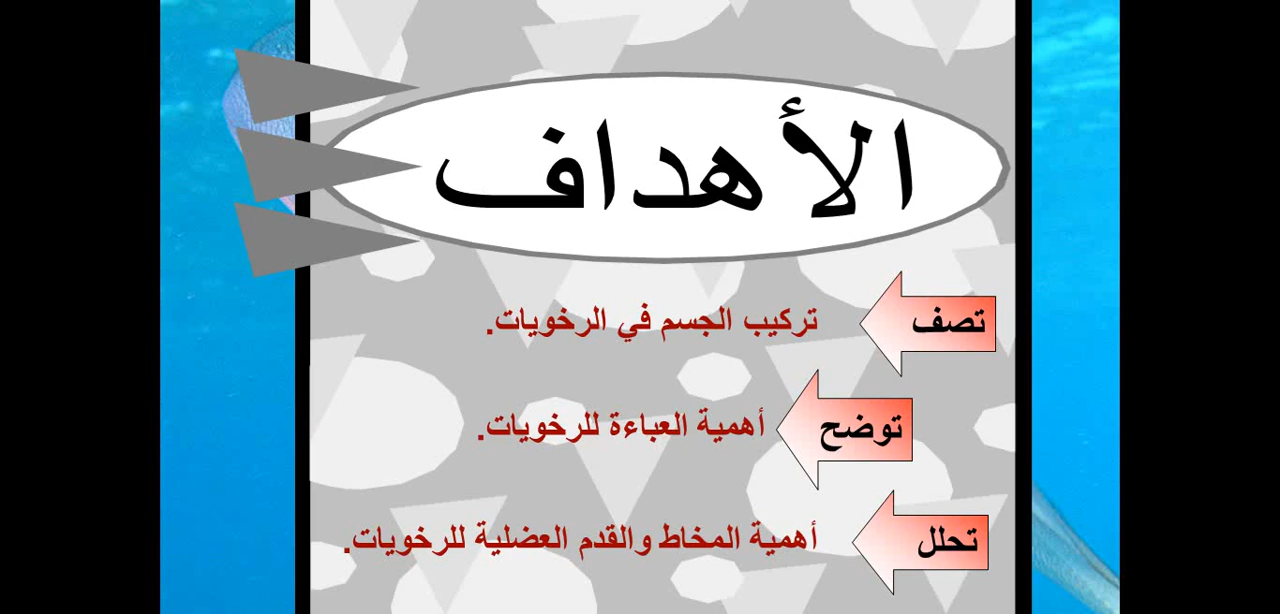 الأهداف
تصف تركيب الجسم في الرخويات.
توضح أهمية العباءة للرخويات.
تحلل أهمية المخاط والقدم العضلية للرخويات.